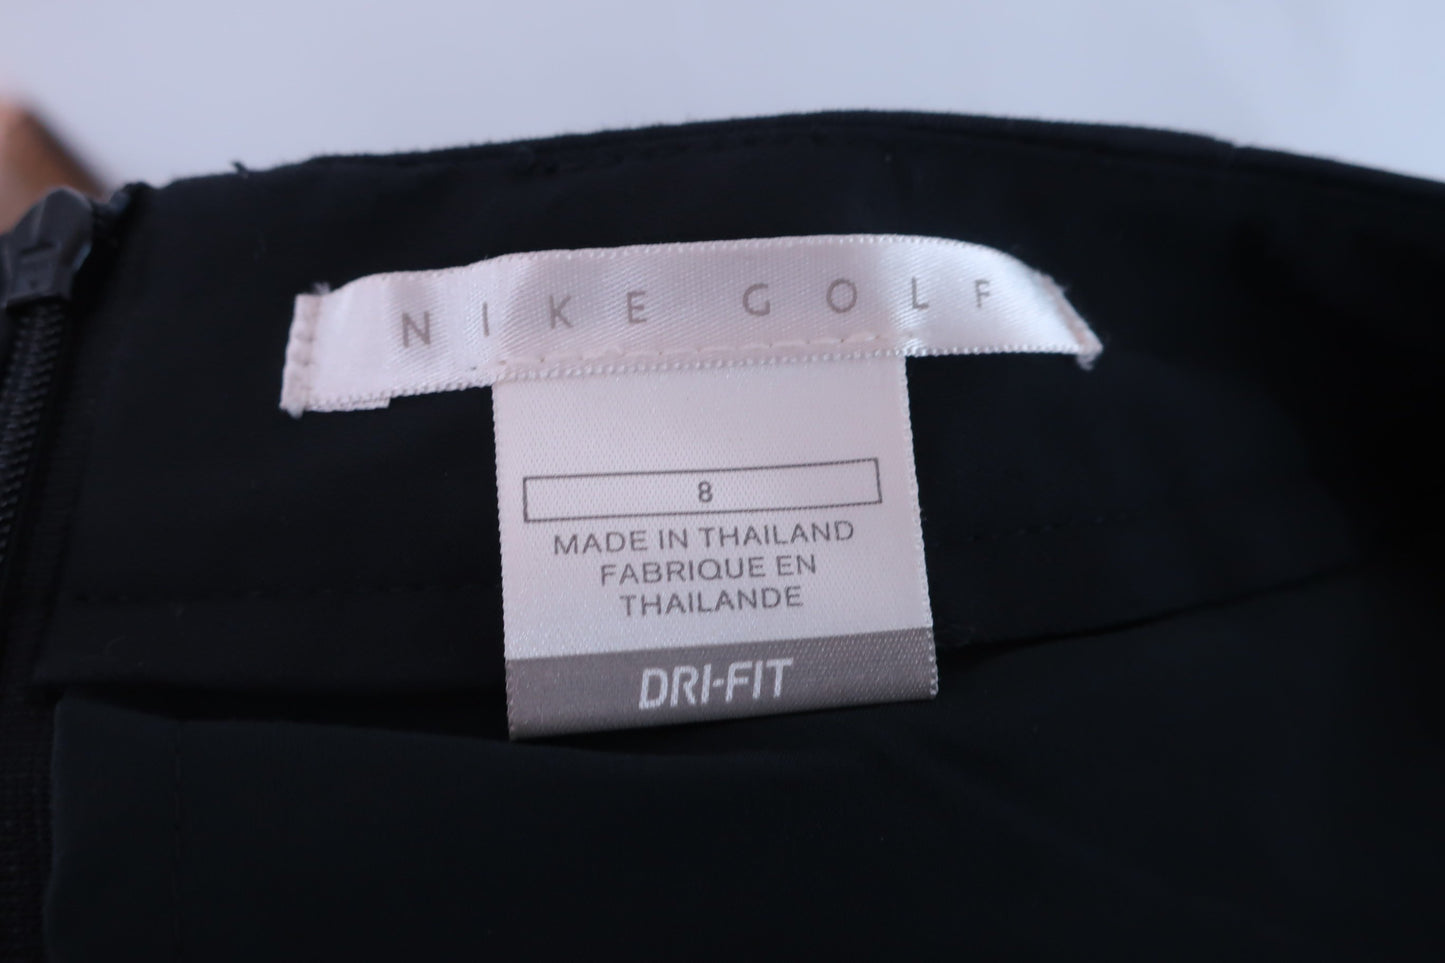 NIKE GOLF
8
MADE IN THAILAND
FABRIQUE EN
THAILANDE
DRI-FIT